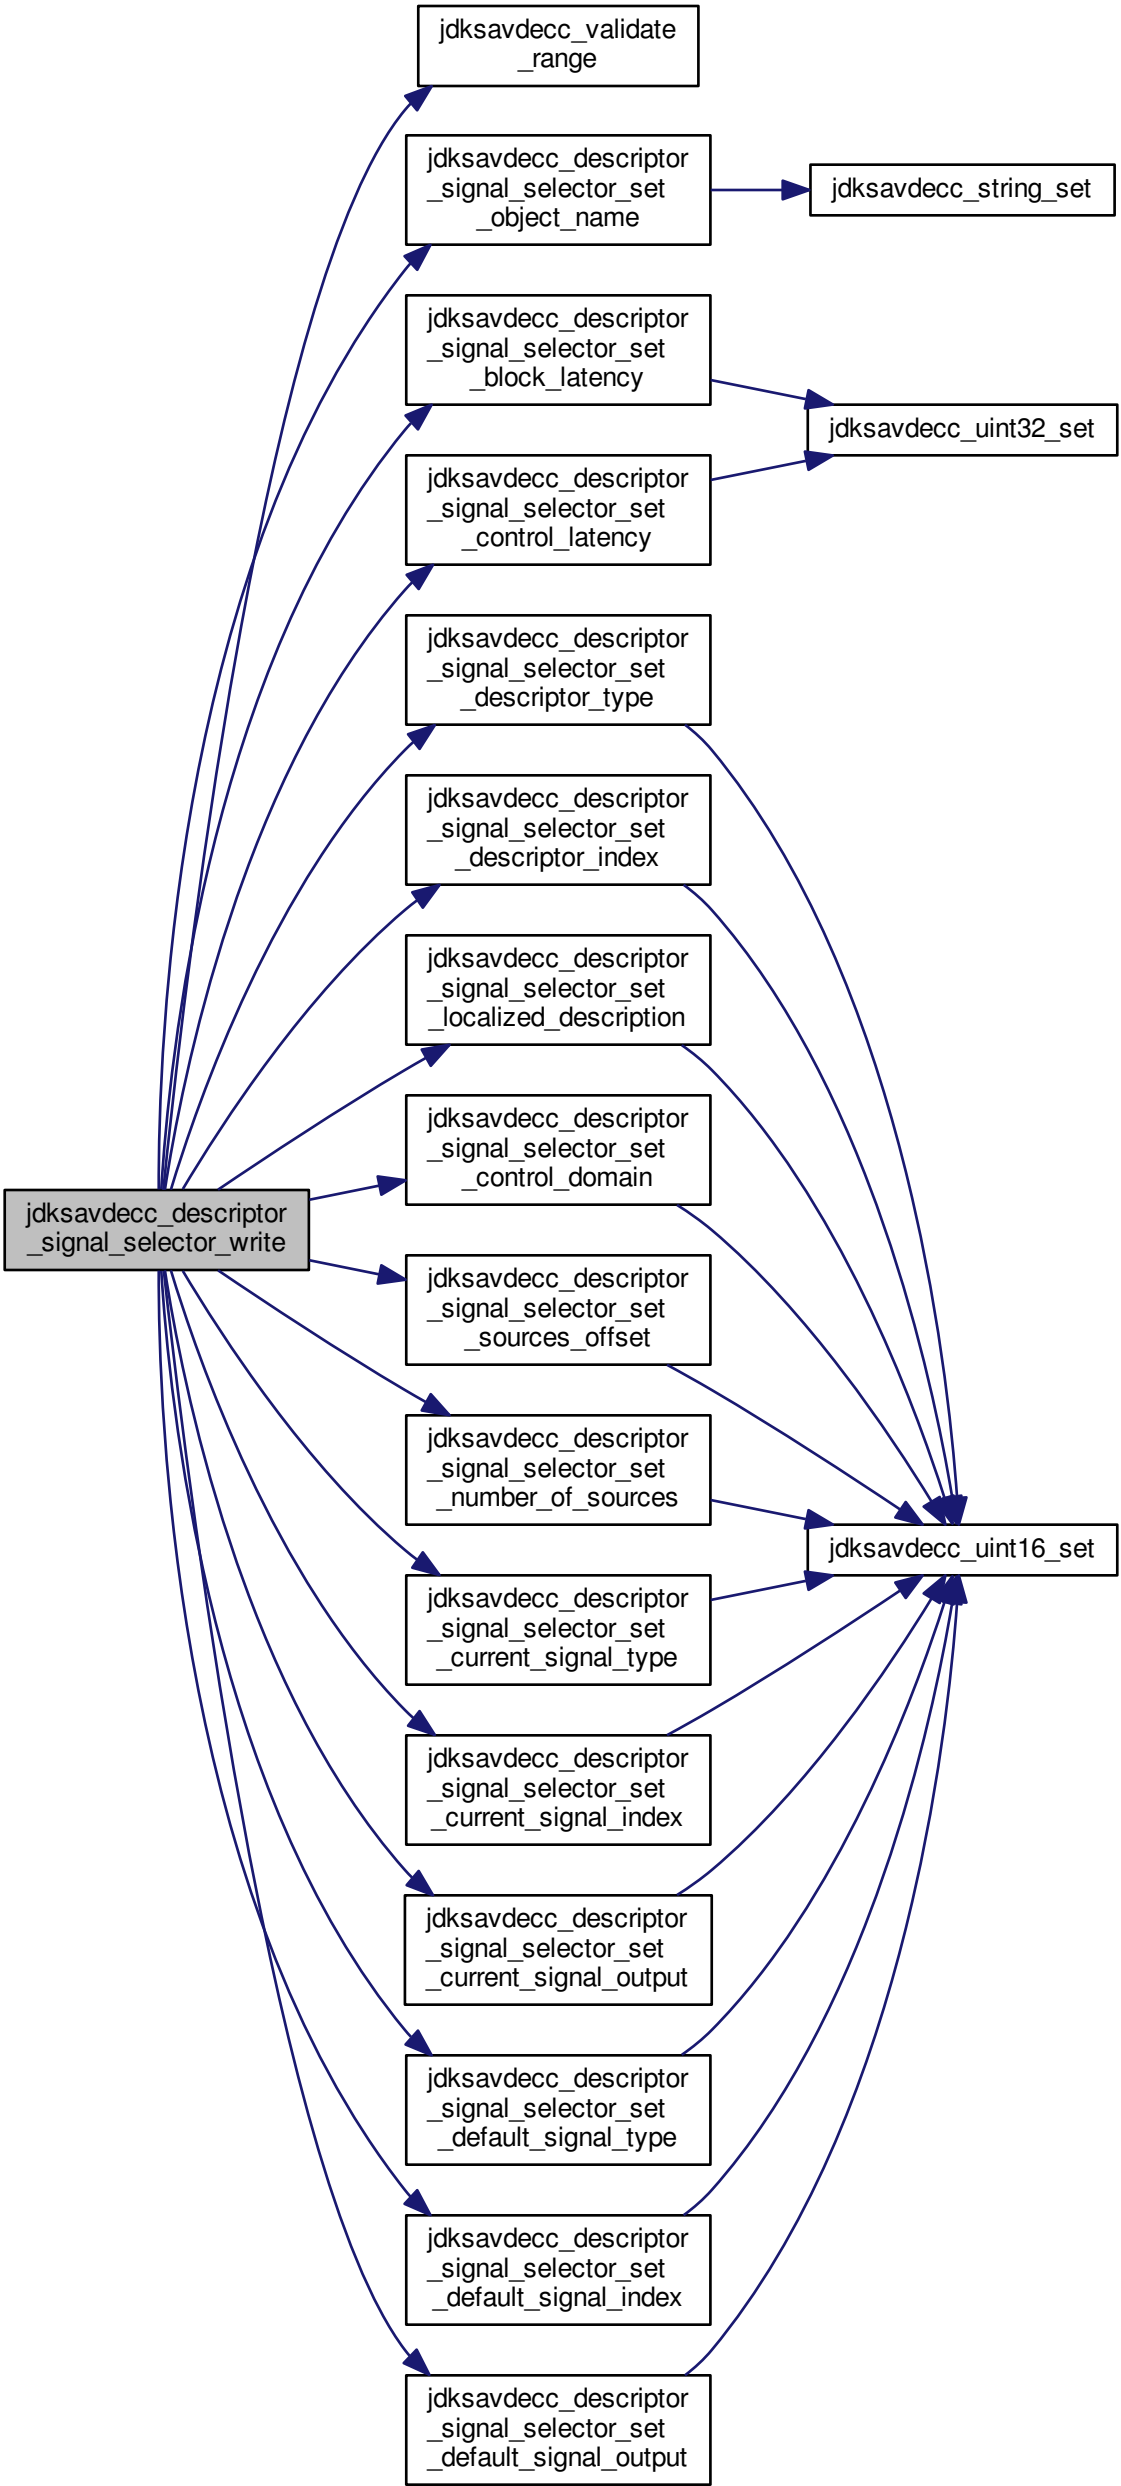 jdksavdecc_validate
_range
jdksavdecc_descriptor
_signal_selector_set
_object_name
jdksavdecc_string_set
jdksavdecc_descriptor
_signal_selector_set
_block_latency
jdksavdecc_uint32_set
jdksavdecc_descriptor
_signal_selector_set
_control_latency
jdksavdecc_descriptor
_signal_selector_set
_descriptor_type
jdksavdecc_descriptor
_signal_selector_set
_descriptor_index
jdksavdecc_descriptor
_signal_selector_set
_localized_description
jdksavdecc_descriptor
_signal_selector_set
_control_domain
jdksavdecc_descriptor
_signal_selector_write
jdksavdecc_descriptor
_signal_selector_set
_sources_offset
jdksavdecc_descriptor
_signal_selector_set
_number_of_sources
jdksavdecc_uint16_set
jdksavdecc_descriptor
_signal_selector_set
_current_signal_type
jdksavdecc_descriptor
_signal_selector_set
_current_signal_index
jdksavdecc_descriptor
_signal_selector_set
_current_signal_output
jdksavdecc_descriptor
_signal_selector_set
_default_signal_type
jdksavdecc_descriptor
_signal_selector_set
_default_signal_index
jdksavdecc_descriptor
_signal_selector_set
_default_signal_output